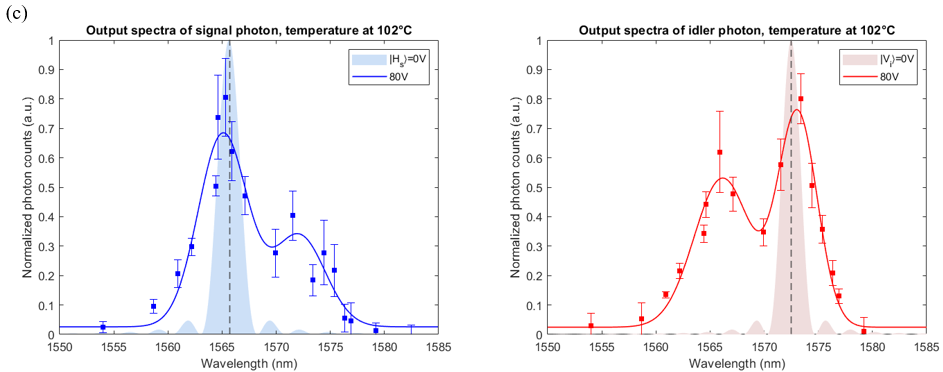 (c)
Output spectra of signal photon, temperature at 102°C
Normalized photon counts (a.u.)
1
0.9
0.8
0.7
0.6
0.5
0.4
0.3
0.2
0.1
0
|Hₛ⟩=0V
80V
1550 1555 1560 1565 1570 1575 1580 1585
Wavelength (nm)
Output spectra of idler photon, temperature at 102°C
Normalized photon counts (a.u.)
1
0.9
0.8
0.7
0.6
0.5
0.4
0.3
0.2
0.1
0
|Vᵢ⟩=0V
80V
1550 1555 1560 1565 1570 1575 1580 1585
Wavelength (nm)